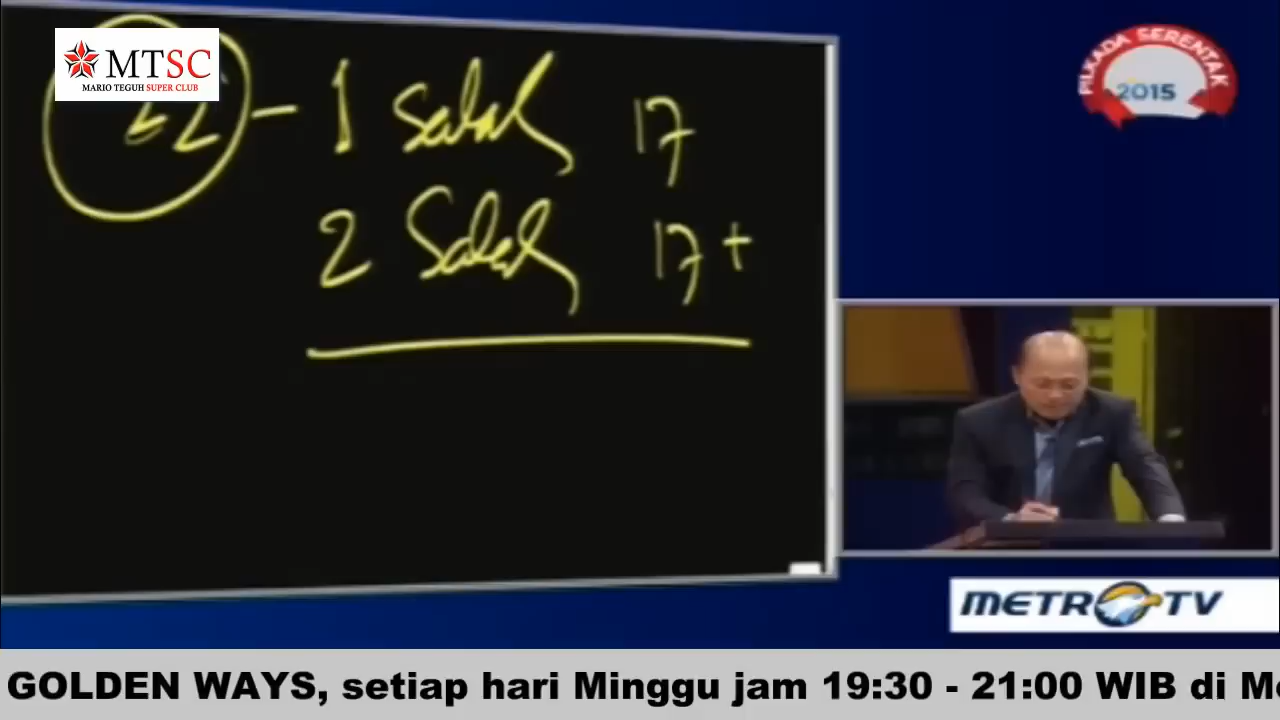 MTSC
MARIO TEGUH SUPER CLUB
22 - 1 Salah 17
2 Salah 17 +
PILKADA SERENTAK
2015
METRO TV
GOLDEN WAYS, setiap hari Minggu jam 19:30 - 21:00 WIB di Me